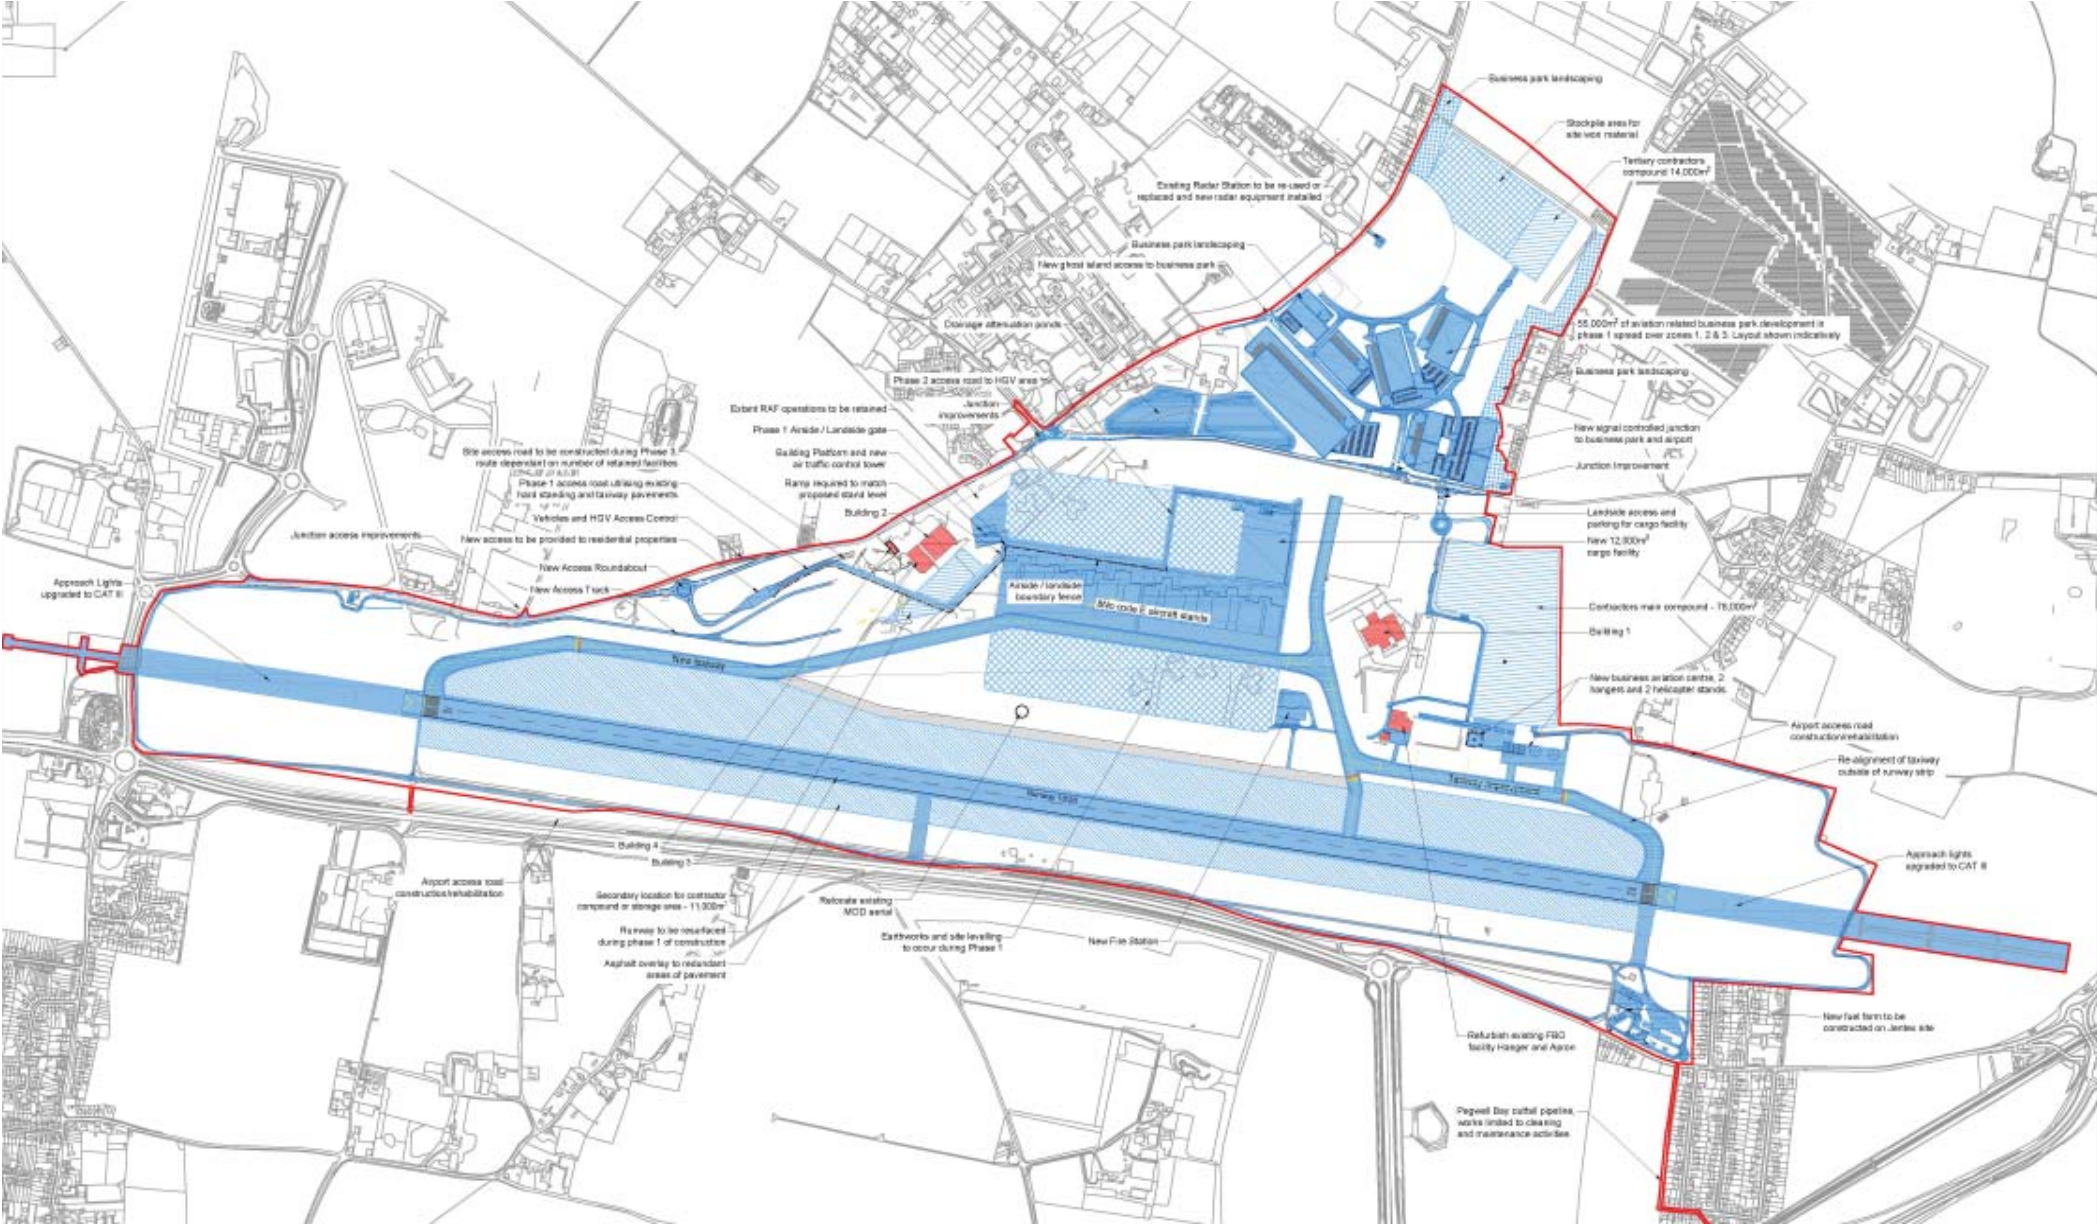 Business park landscaping
Stockpile area for
site won material
Tertiary contractors
compound 14,000m²
Existing Radar Station to be re-used or
replaced and new radar equipment installed
Business park landscaping
New ghost island access to business park
Drainage attenuation ponds
55,000m² of aviation related business park development in
phase 1 spread over zones 1, 2 & 3. Layout shown indicatively
Business park landscaping
Phase 2 access road to HGV area
Junction
improvements
Extent RAF operations to be retained
Phase 1 Airside / Landside gate
Building Platform and new
air traffic control tower
Ramp required to match
proposed stand level
Building 2
New signal controlled junction
to business park and airport
Junction Improvement
Site access road to be constructed during Phase 3,
route dependant on number of retained facilities
Phase 1 access road utilising existing
hard standing and taxiway pavements
Vehicles and HGV Access Control
New access to be provided to residential properties
Junction access improvements
New Access Roundabout
New Access Track
Approach Lights
upgraded to CAT III
Landside access and
parking for cargo facility
New 12,000m²
cargo facility
Airside / landside
boundary fence
8No code E aircraft stands
Contractors main compound -
Building 1
New taxiway
New business aviation centre, 2
hangers and 2 helicopter stands
Airport access road
construction/rehabilitation
Re-alignment of taxiway
outside of runway strip
Taxiway improvement
Runway
Building 4
Building 3
Airport access road
construction/rehabilitation
Approach lights
upgraded to CAT III
Secondary location for contractor
compound or storage area - 11,000m²
Relocate existing
MOD aerial
Runway to be resurfaced
during phase 1 of construction
Earthworks and site levelling
to occur during Phase 1
New Fire Station
Asphalt overlay to redundant
areas of pavement
New fuel farm to be
constructed on Jentex site
Refurbish existing FBO
facility Hanger and Apron
Pegwell Bay outfall pipeline,
works limited to cleaning
and maintenance activities